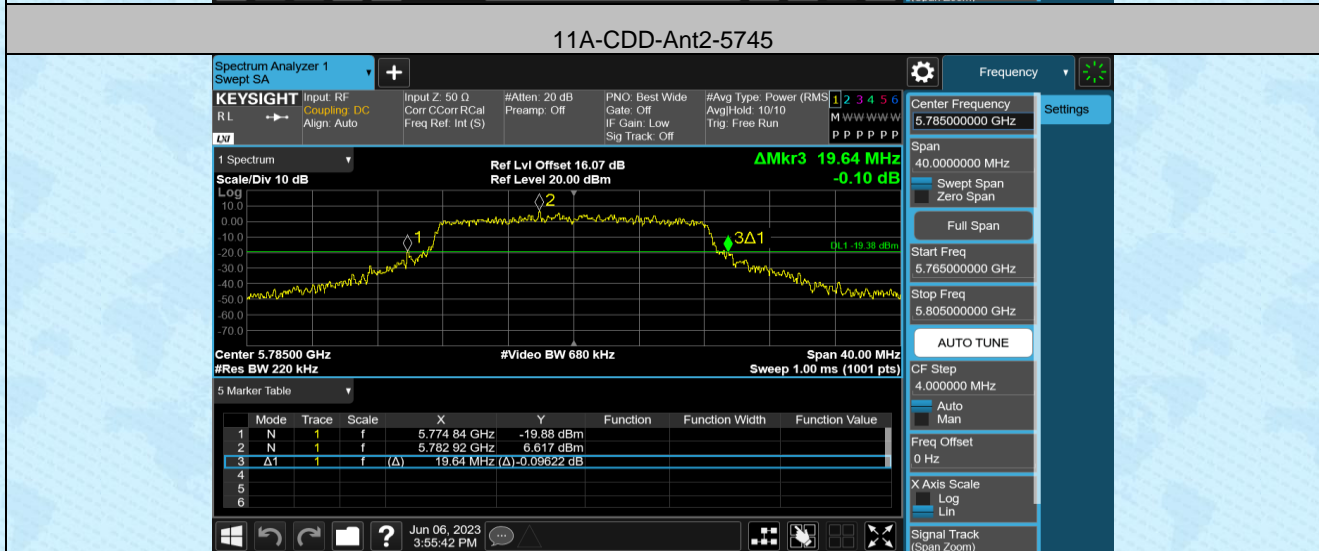 (Span Zoom)
11A-CDD-Ant2-5745
Spectrum Analyzer 1
Swept SA
Frequency
KEYSIGHT
R L
LXI
Input: RF
Coupling: DC
Align: Auto
Input Z: 50 Ω
Corr CCorr RCal
Freq Ref: Int (S)
#Atten: 20 dB
Preamp: Off
PNO: Best Wide
Gate: Off
IF Gain: Low
Sig Track: Off
#Avg Type: Power (RMS
Avg|Hold: 10/10
Trig: Free Run
1 2 3 4 5 6
M W W W W W
P P P P P P
Center Frequency
5.785000000 GHz
Settings
Span
40.0000000 MHz
Swept Span
Zero Span
Full Span
Start Freq
5.765000000 GHz
Stop Freq
5.805000000 GHz
AUTO TUNE
CF Step
4.000000 MHz
Auto
Man
Freq Offset
0 Hz
X Axis Scale
Log
Lin
Signal Track
(Span Zoom)
1 Spectrum
Scale/Div 10 dB
Ref Lvl Offset 16.07 dB
Ref Level 20.00 dBm
ΔMkr3 19.64 MHz
-0.10 dB
Log
10.0
0.00
-10.0
-20.0
-30.0
-40.0
-50.0
-60.0
-70.0
1
2
3Δ1
DL1 -19.38 dBm
Center 5.78500 GHz
#Res BW 220 kHz
#Video BW 680 kHz
Span 40.00 MHz
Sweep 1.00 ms (1001 pts)
5 Marker Table
Mode Trace Scale X Y Function Function Width Function Value
1 N 1 f 5.774 84 GHz -19.88 dBm
2 N 1 f 5.782 92 GHz 6.617 dBm
3 Δ1 1 f (Δ) 19.64 MHz (Δ) -0.09622 dB
4
5
6
?
Jun 06, 2023
3:55:42 PM